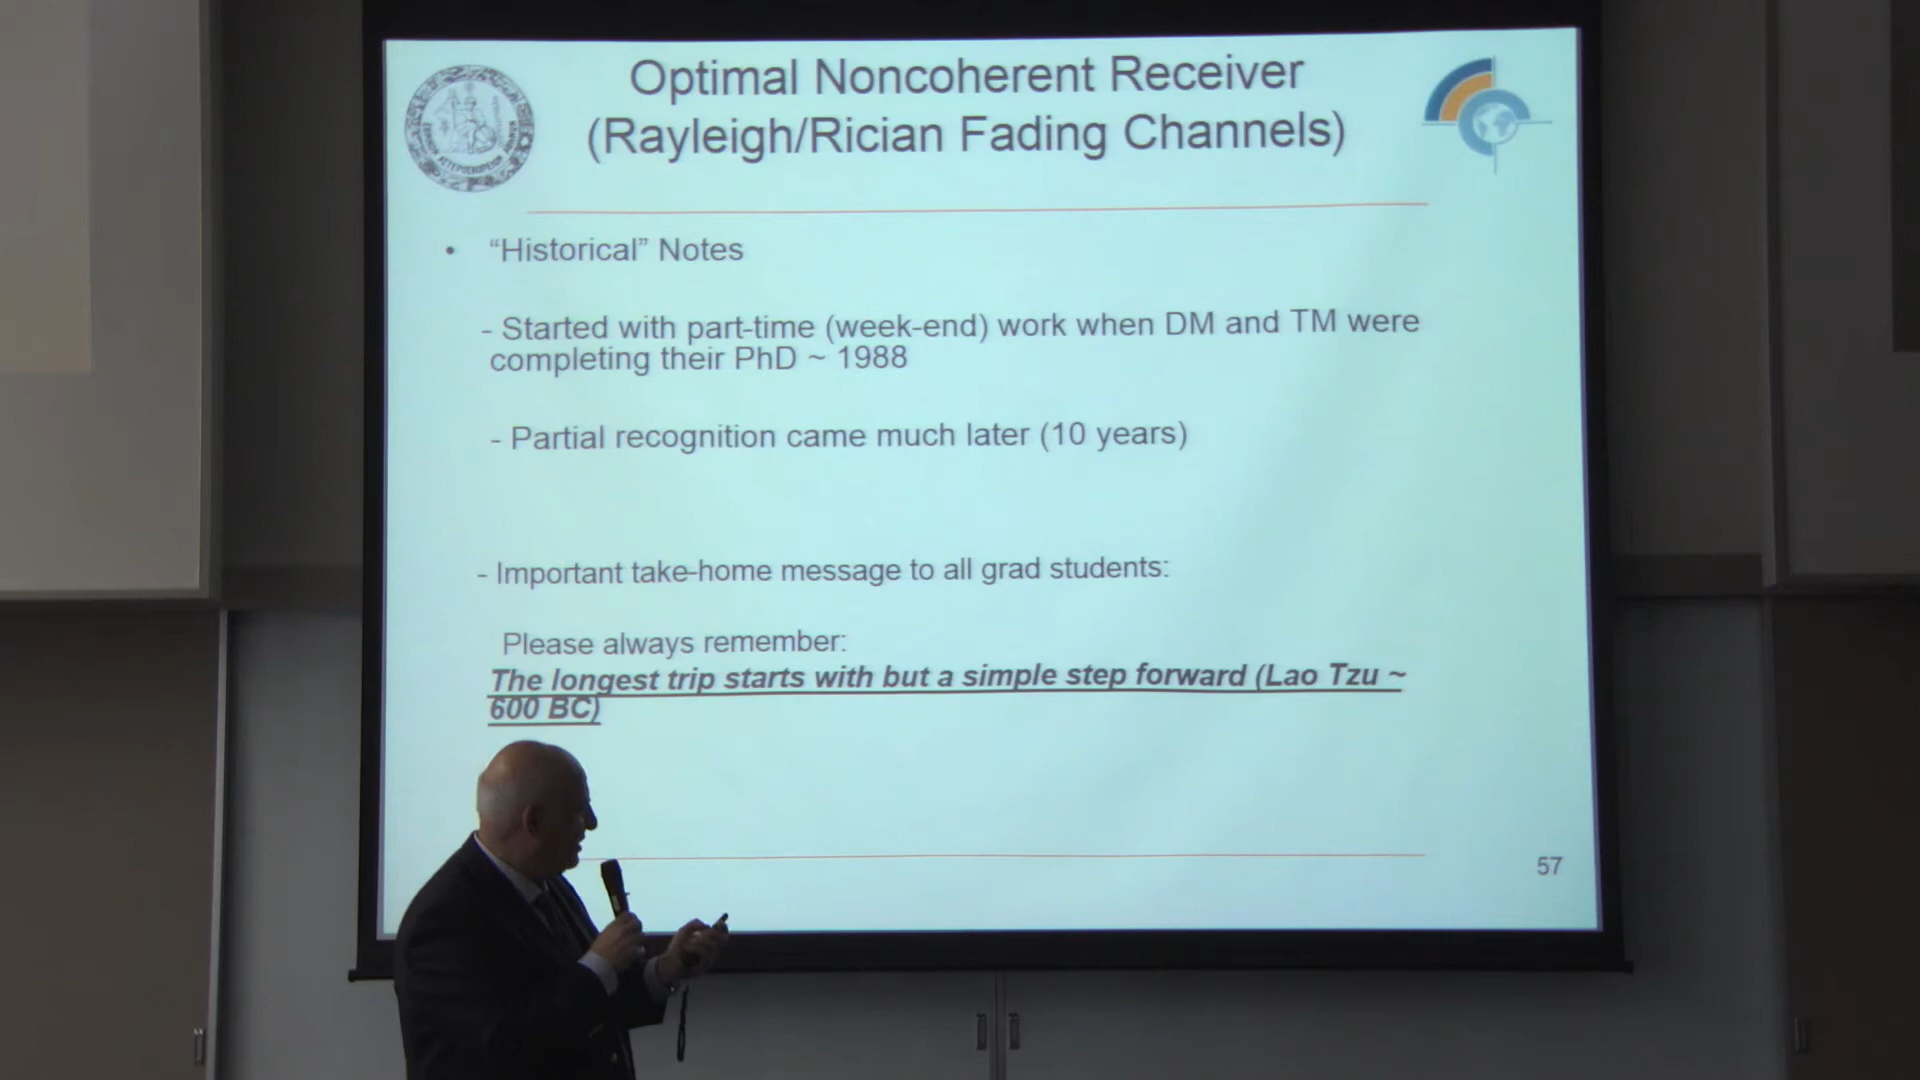 Optimal Noncoherent Receiver
(Rayleigh/Rician Fading Channels)
• “Historical” Notes
- Started with part-time (week-end) work when DM and TM were
completing their PhD ~ 1988
- Partial recognition came much later (10 years)
- Important take-home message to all grad students:
Please always remember:
The longest trip starts with but a simple step forward (Lao Tzu ~
600 BC)
57